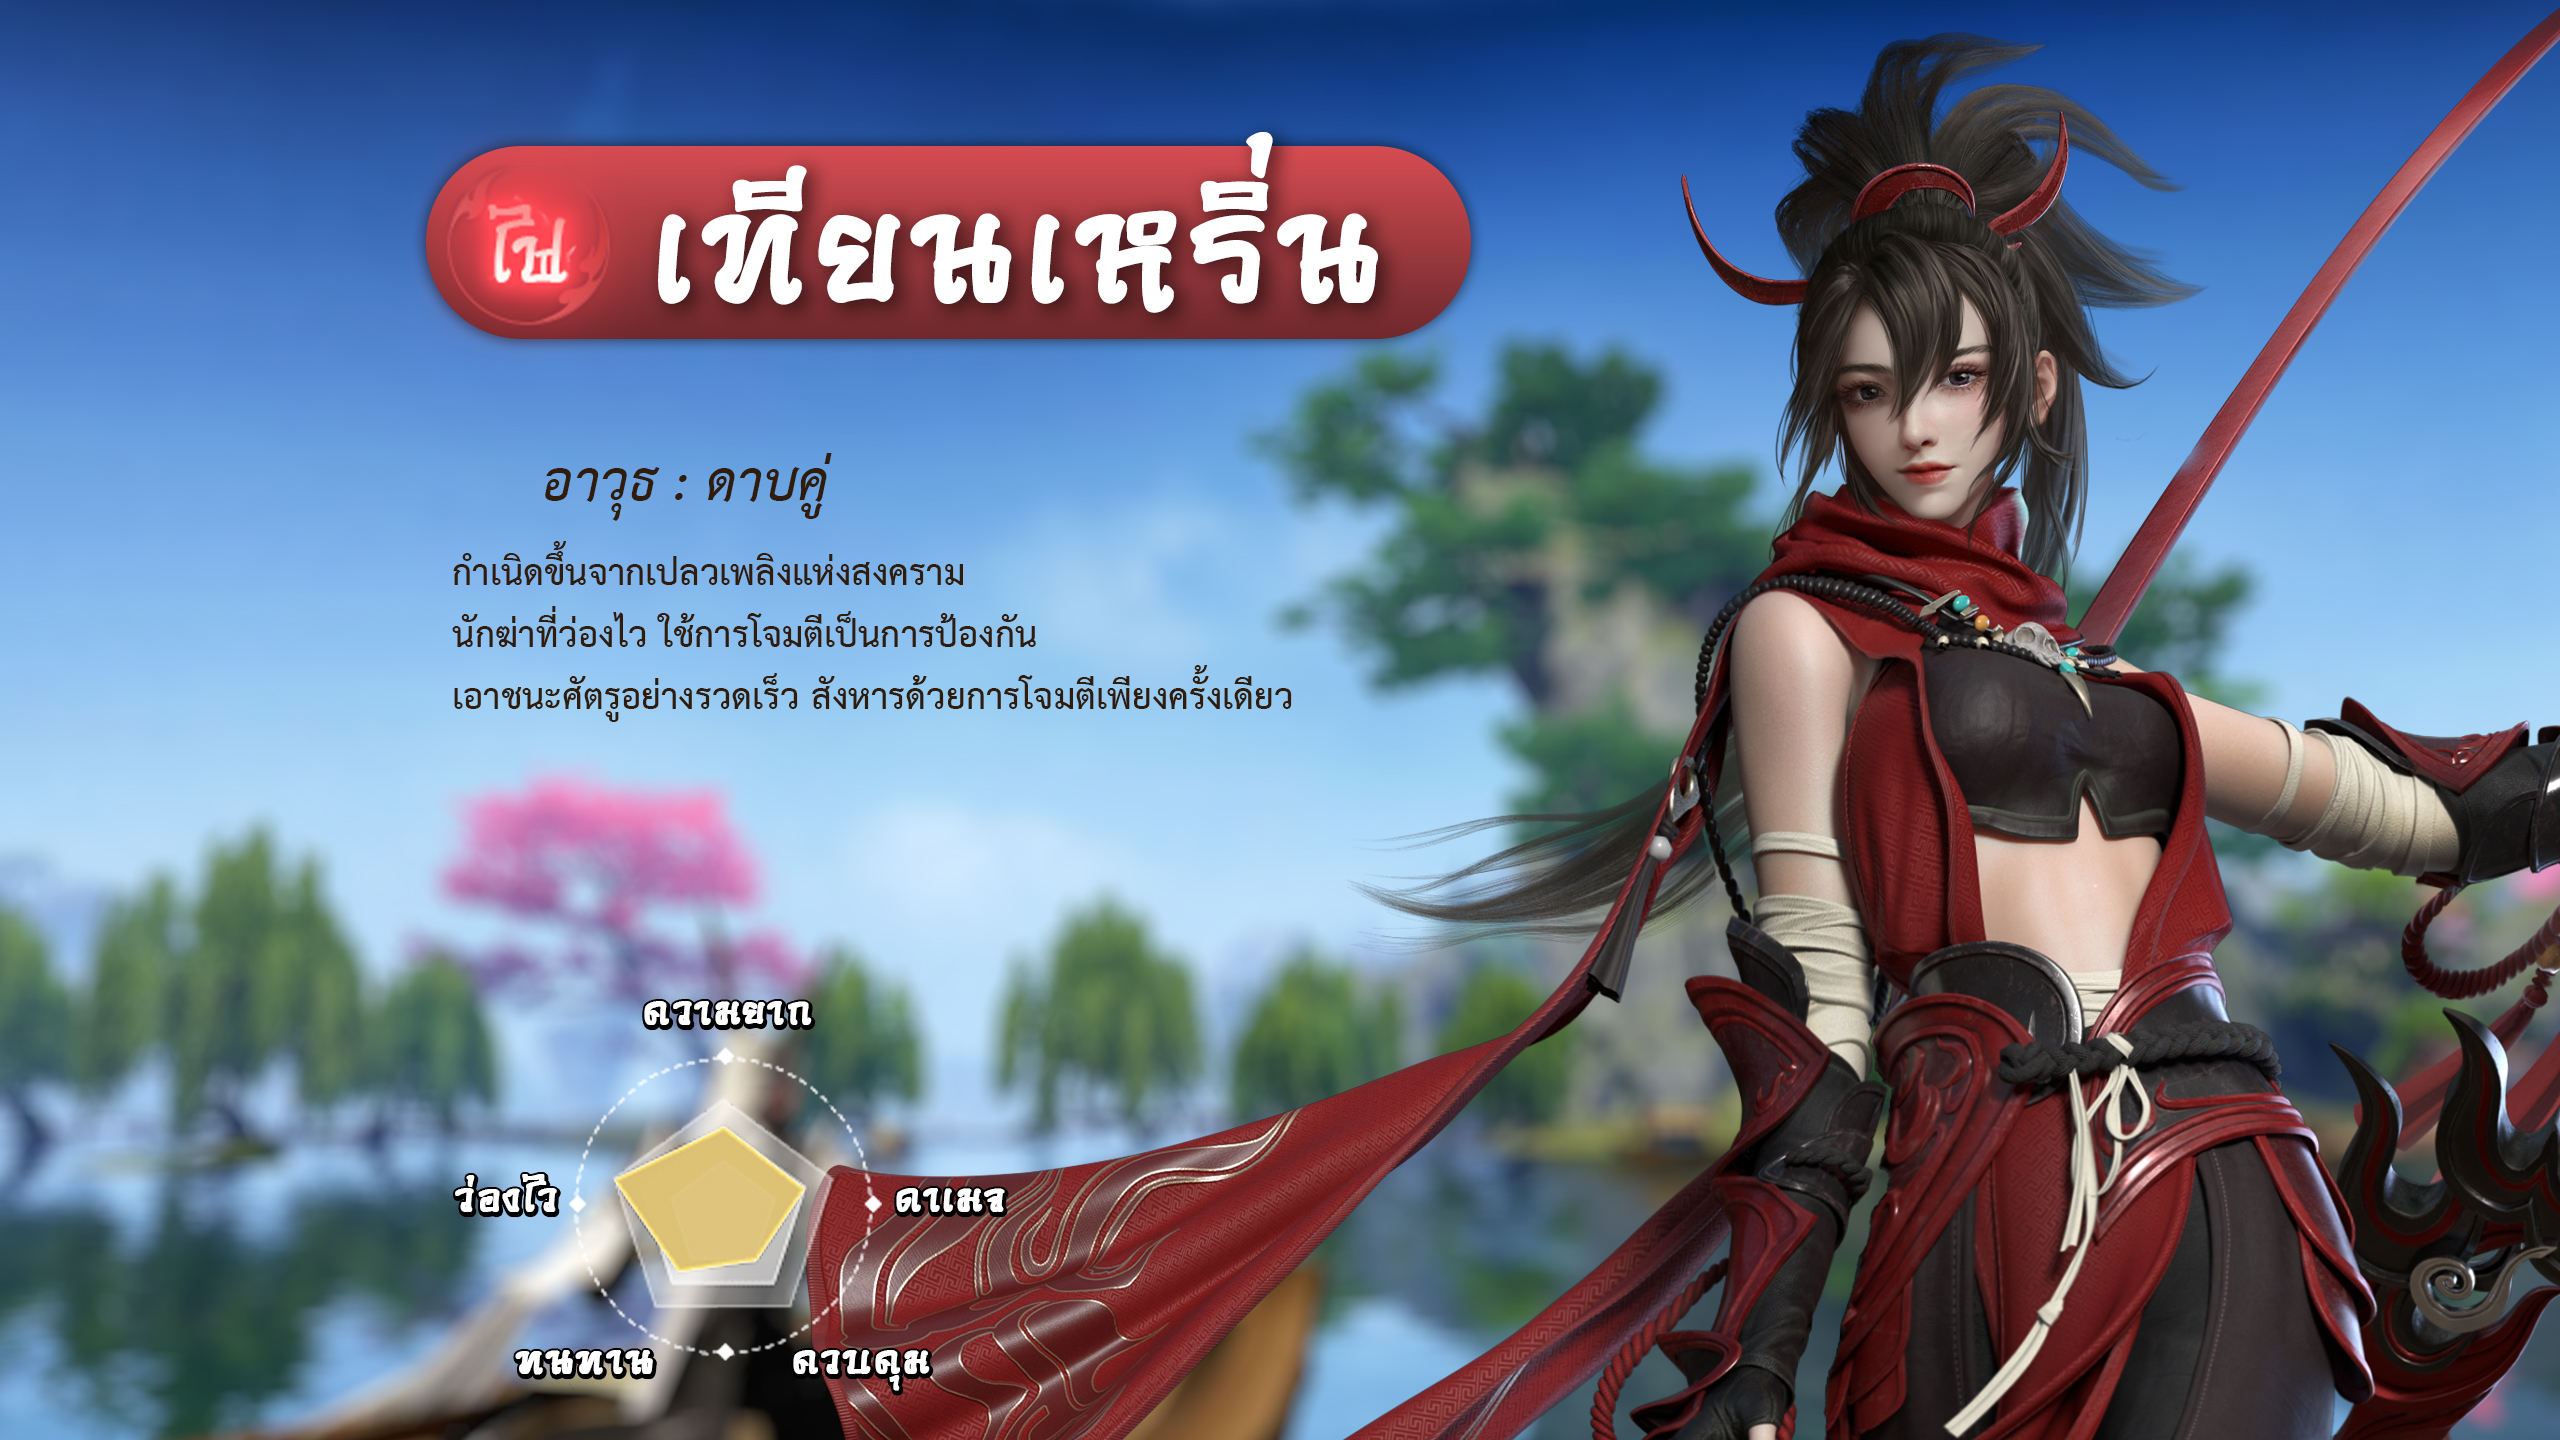 ไฟ
เทียนเหริ่น
อาวุธ : ดาบคู่
กำเนิดขึ้นจากเปลวเพลิงแห่งสงคราม
นักฆ่าที่ว่องไว ใช้การโจมตีเป็นการป้องกัน
เอาชนะศัตรูอย่างรวดเร็ว สังหารด้วยการโจมตีเพียงครั้งเดียว
ความยาก
ว่องไว
ดาเมจ
ทนทาน
ควบคุม